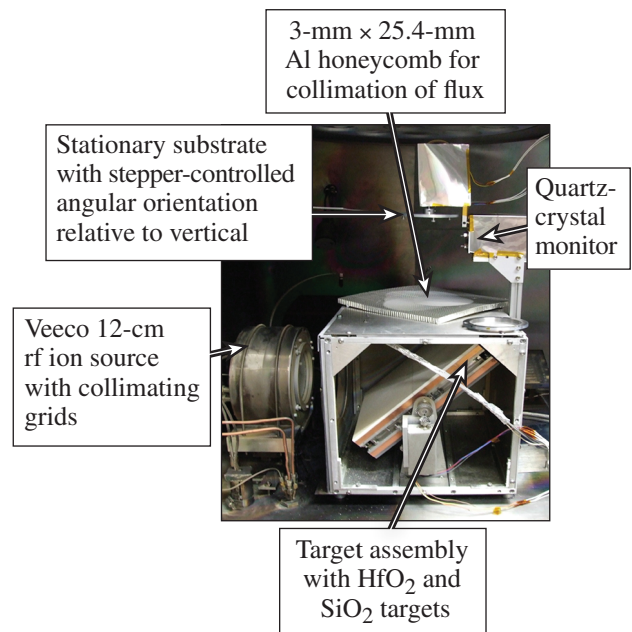 3-mm × 25.4-mm
Al honeycomb for
collimation of flux
Stationary substrate
with stepper-controlled
angular orientation
relative to vertical
Quartz-
crystal
monitor
Veeco 12-cm
rf ion source
with collimating
grids
Target assembly
with HfO₂ and
SiO₂ targets